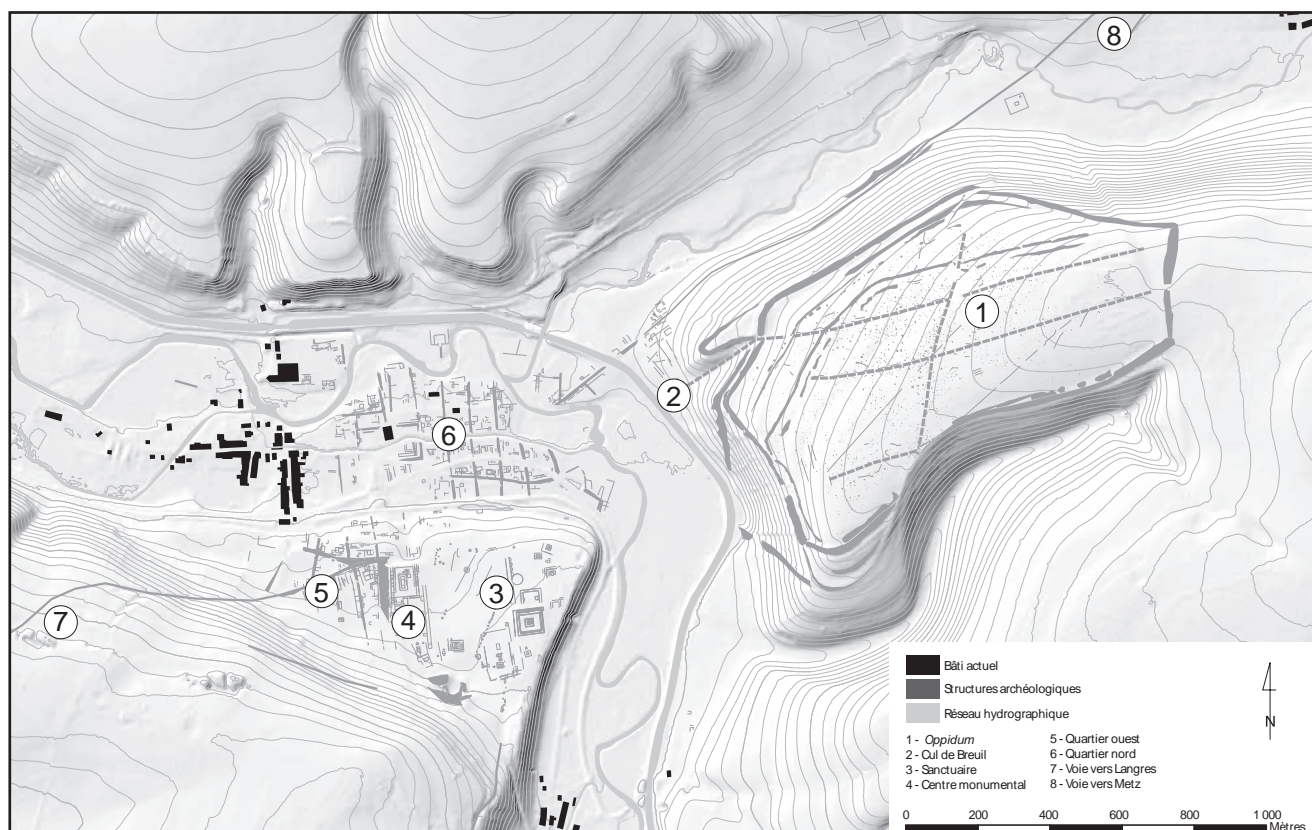 8
1
2
6
5
3
4
7
Bâti actuel
Structures archéologiques
Réseau hydrographique
N
1 - Oppidum
2 - Cul de Breuil
3 - Sanctuaire
4 - Centre monumental
5 - Quartier ouest
6 - Quartier nord
7 - Voie vers Langres
8 - Voie vers Metz
0 200 400 600 800 1 000
Mètres